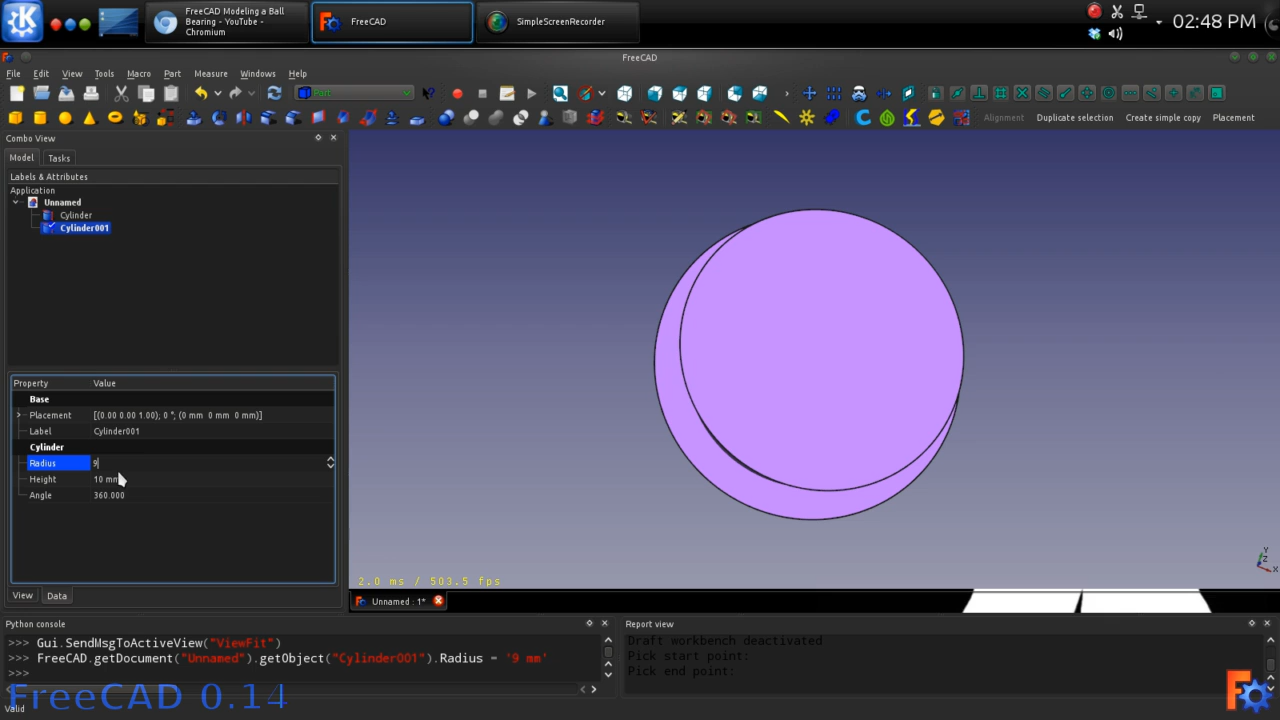 FreeCAD Modeling a Ball
Bearing - YouTube -
Chromium
FreeCAD
SimpleScreenRecorder
02:48 PM
FreeCAD
File Edit View Tools Macro Part Measure Windows Help
Part
Alignment Duplicate selection Create simple copy Placement
Combo View
Model Tasks
Labels & Attributes
Application
Unnamed
Cylinder
Cylinder001
Property Value
Base
Placement [(0.00 0.00 1.00); 0 °; (0 mm 0 mm 0 mm)]
Label Cylinder001
Cylinder
Radius 9
Height 10 mm
Angle 360.000
View Data
2.0 ms / 503.5 fps
Y
Z
X
Unnamed : 1*
Python console
>>> Gui.SendMsgToActiveView("ViewFit")
>>> FreeCAD.getDocument("Unnamed").getObject("Cylinder001").Radius = '9 mm'
>>>
Report view
Draft workbench deactivated
Pick start point:
Pick end point:
FreeCAD 0.14
Valid